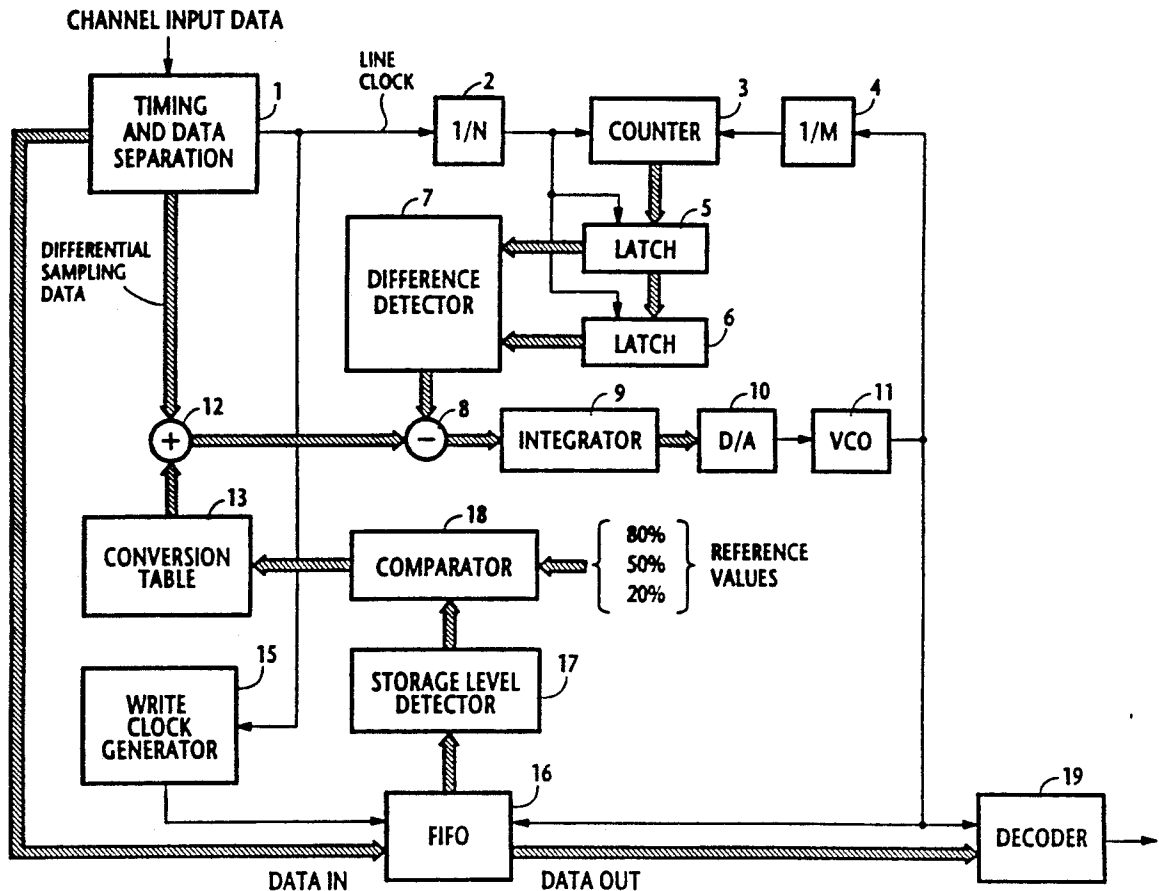 CHANNEL INPUT DATA
1
TIMING
AND DATA
SEPARATION
LINE
CLOCK
2
1/N
3
COUNTER
4
1/M
5
LATCH
6
LATCH
7
DIFFERENCE
DETECTOR
DIFFERENTIAL
SAMPLING
DATA
12
+
8
−
9
INTEGRATOR
10
D/A
11
VCO
13
CONVERSION
TABLE
18
COMPARATOR
80%
50%
20%
REFERENCE
VALUES
15
WRITE
CLOCK
GENERATOR
17
STORAGE LEVEL
DETECTOR
16
FIFO
19
DECODER
DATA IN
DATA OUT